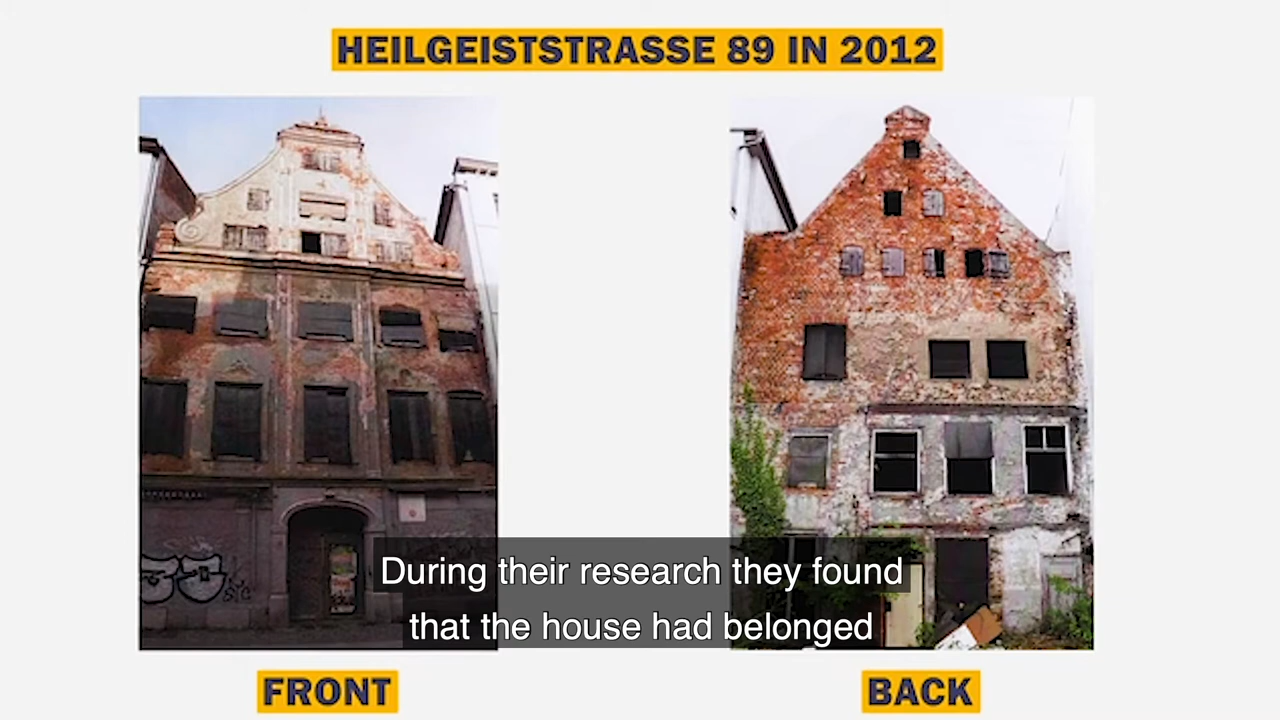 HEILGEISTSTRASSE 89 IN 2012
During their research they found
that the house had belonged
FRONT
BACK